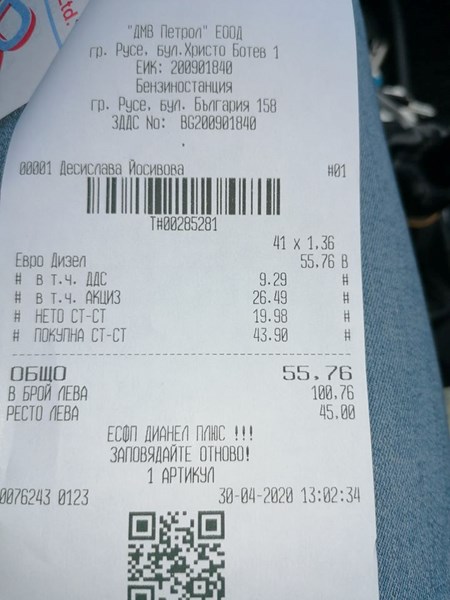 "ДМВ Петрол" ЕООД
гр. Русе, бул.Христо Ботев 1
ЕИК: 200901840
Бензиностанция
гр. Русе, бул. България 158
ЗДДС No: BG200901840
00001 Десислава Йосивова #01
T#00285281
41 x 1.36
Евро Дизел 55.76 В
# в т.ч. ДДС 9.29 #
# в т.ч. АКЦИЗ 26.49 #
# НЕТО СТ-СТ 19.98 #
# ПОКУПНА СТ-СТ 43.90 #
ОБЩО 55.76
В БРОЙ ЛЕВА 100.76
РЕСТО ЛЕВА 45.00
ЕСФП ДИАНЕЛ ПЛЮС !!!
ЗАПОВЯДАЙТЕ ОТНОВО!
1 АРТИКУЛ
0076243 0123 30-04-2020 13:02:34